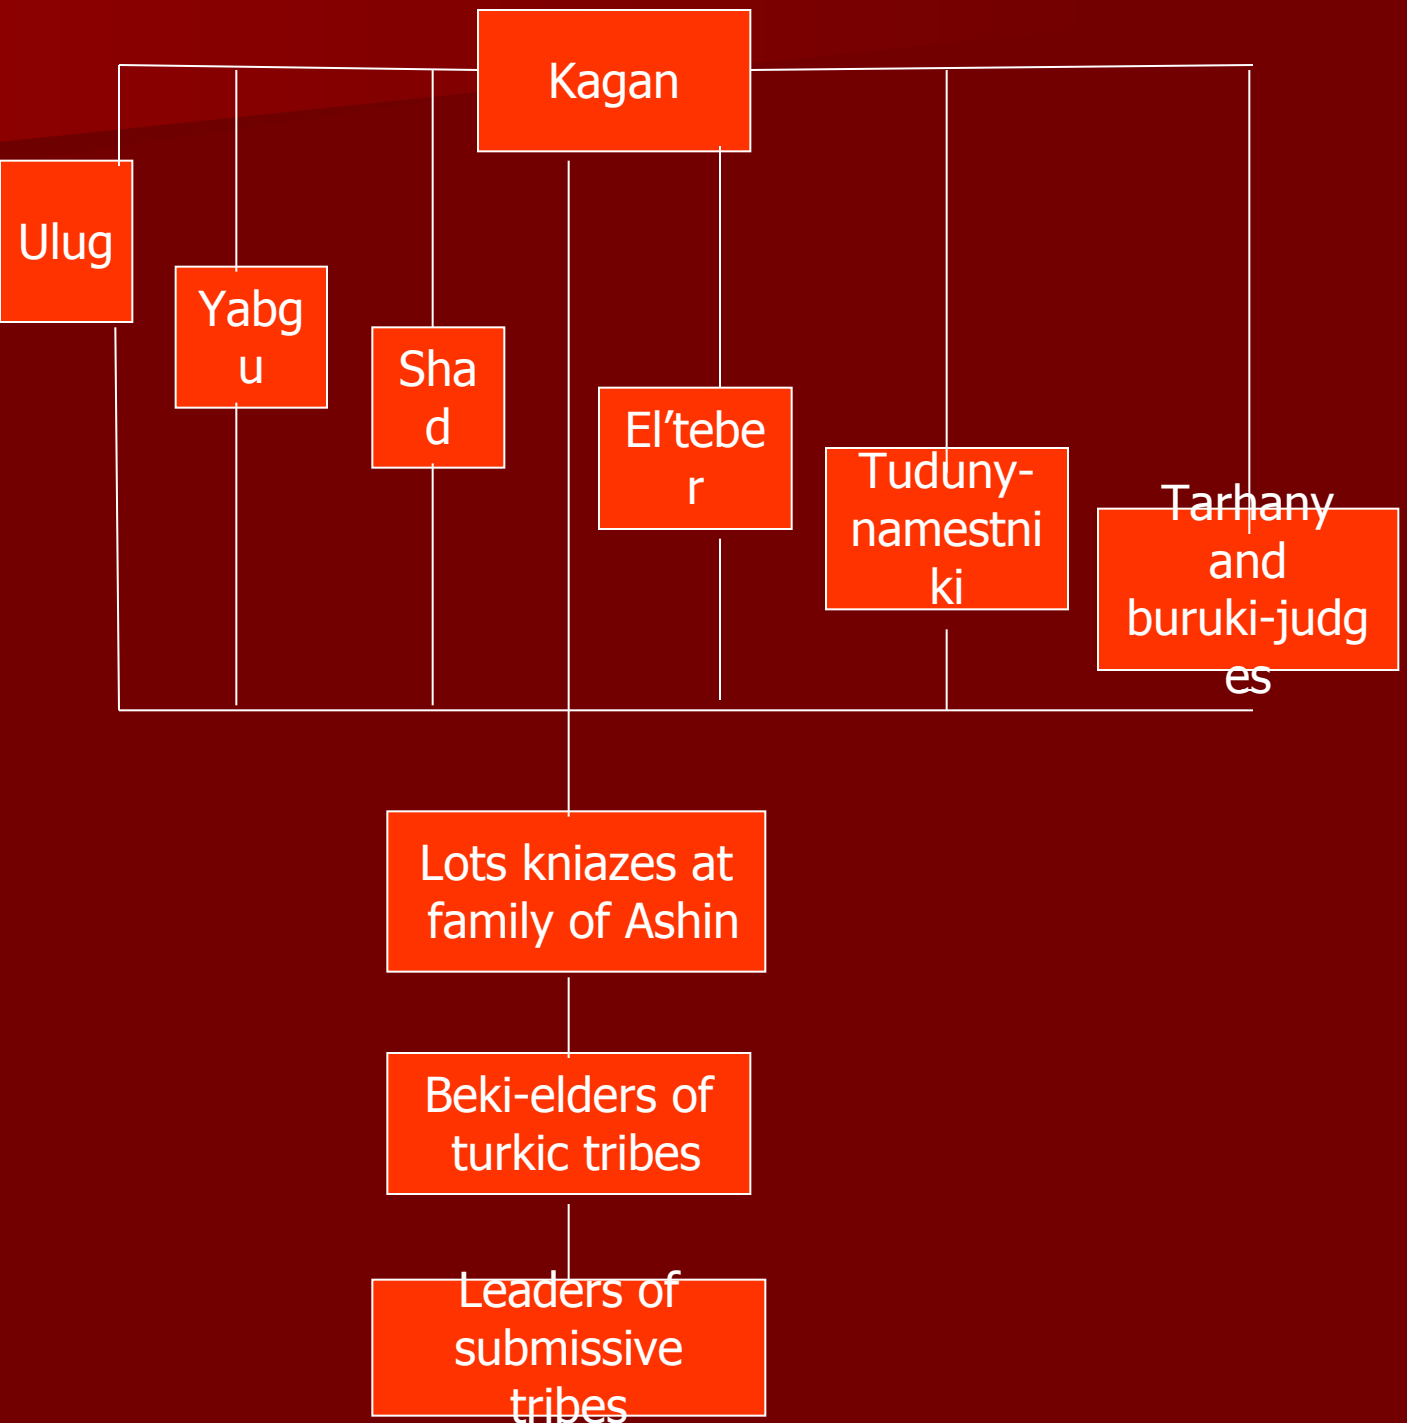 Kagan
Ulug
Yabg
u
Sha
d
El’tebe
r
Tuduny-
namestni
ki
Tarhany
and
buruki-judg
es
Lots kniazes at
family of Ashin
Beki-elders of
turkic tribes
Leaders of
submissive
tribes